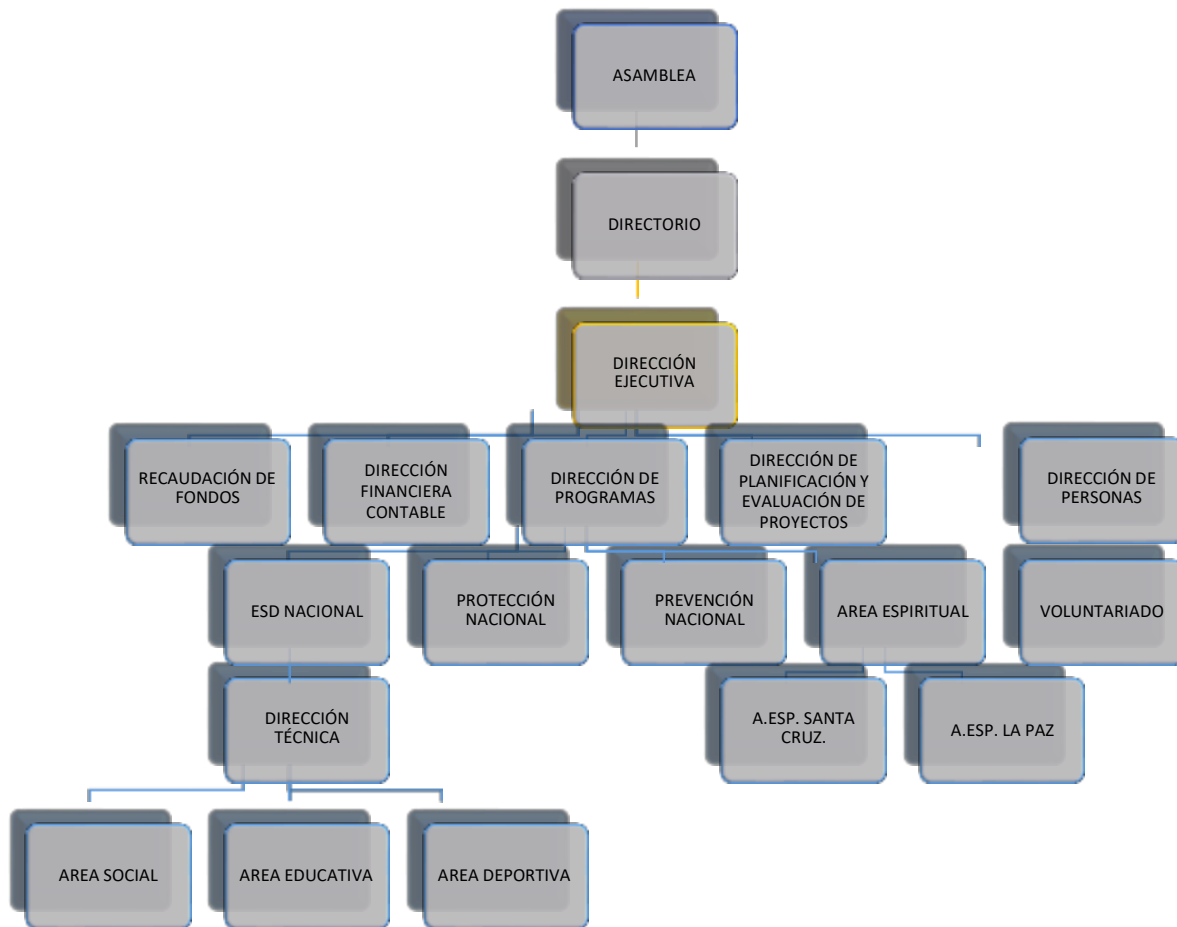 ASAMBLEA
DIRECTORIO
DIRECCIÓN
EJECUTIVA
RECAUDACIÓN DE
FONDOS
DIRECCIÓN
FINANCIERA
CONTABLE
DIRECCIÓN DE
PROGRAMAS
DIRECCIÓN DE
PLANIFICACIÓN Y
EVALUACIÓN DE
PROYECTOS
DIRECCIÓN DE
PERSONAS
ESD NACIONAL
PROTECCIÓN
NACIONAL
PREVENCIÓN
NACIONAL
AREA ESPIRITUAL
VOLUNTARIADO
DIRECCIÓN
TÉCNICA
A.ESP. SANTA
CRUZ.
A.ESP. LA PAZ
AREA SOCIAL
AREA EDUCATIVA
AREA DEPORTIVA